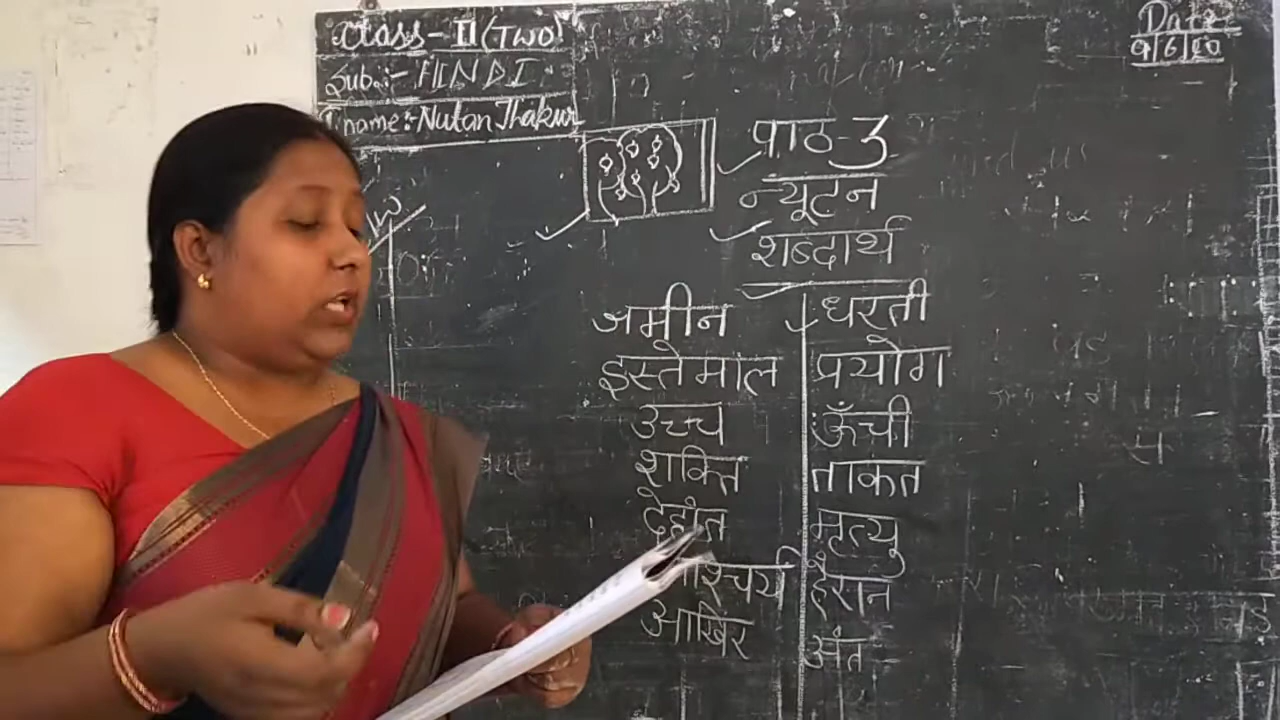 Class-II(Two)
Sub:- HINDI
T name:-Nutan Thakur
Date
9/6/20
पाठ-3
न्यूटन
शब्दार्थ
जमीन धरती
इस्तेमाल प्रयोग
उच्च ऊँची
शक्ति ताकत
देहांत मृत्यु
श्चर्य हैरान
आखिर अंत